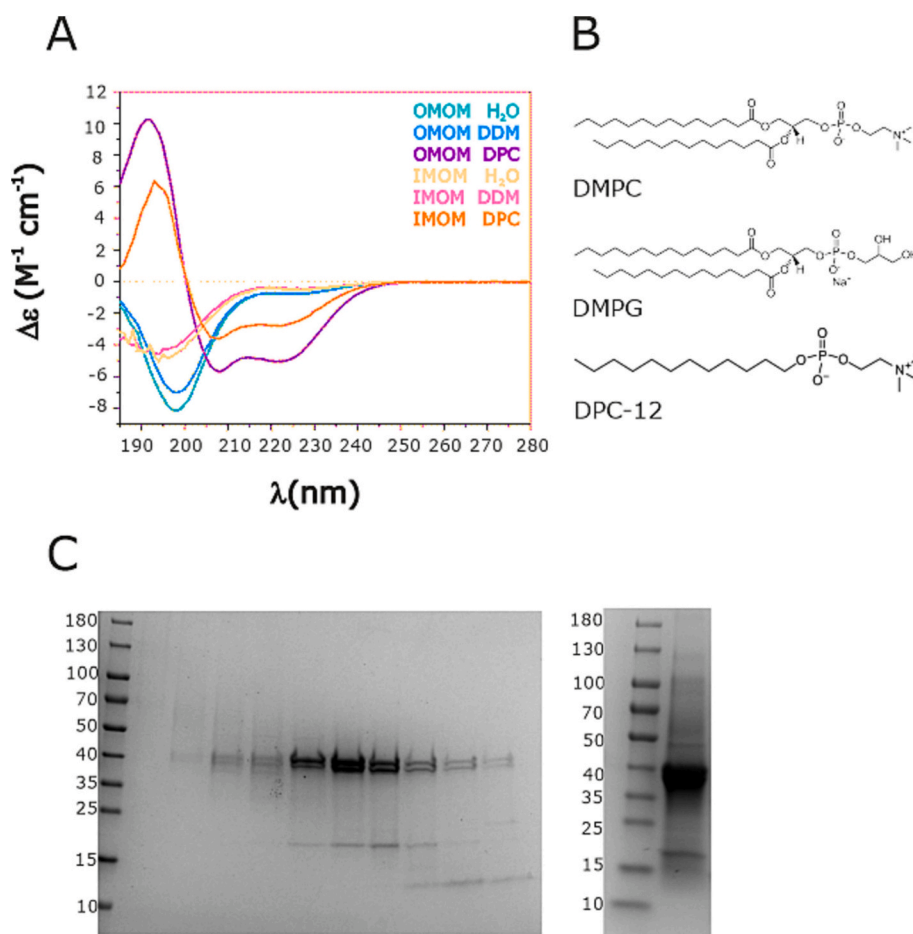 A
B
12
10
8
6
4
2
0
-2
-4
-6
-8
Δε (M⁻¹ cm⁻¹)
OMOM H₂O
OMOM DDM
OMOM DPC
IMOM H₂O
IMOM DDM
IMOM DPC
190 200 210 220 230 240 250 260 270 280
λ(nm)
O
O
O
P
O
O⁻
N⁺
O
O
H
DMPC
O
O
O
P
O
O⁻
Na⁺
OH
OH
O
O
H
DMPG
O
O
P
O
O⁻
N⁺
DPC-12
C
180
130
100
70
50
40
35
25
15
10
180
130
100
70
50
40
35
25
15
10